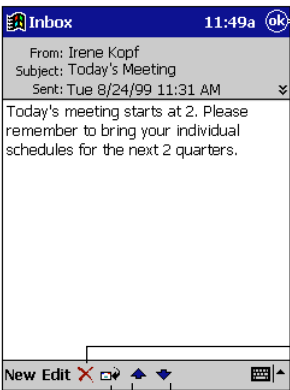 Inbox 11:49a ok
From: Irene Kopf
Subject: Today's Meeting
Sent: Tue 8/24/99 11:31 AM
Today's meeting starts at 2. Please
remember to bring your individual
schedules for the next 2 quarters.
New Edit